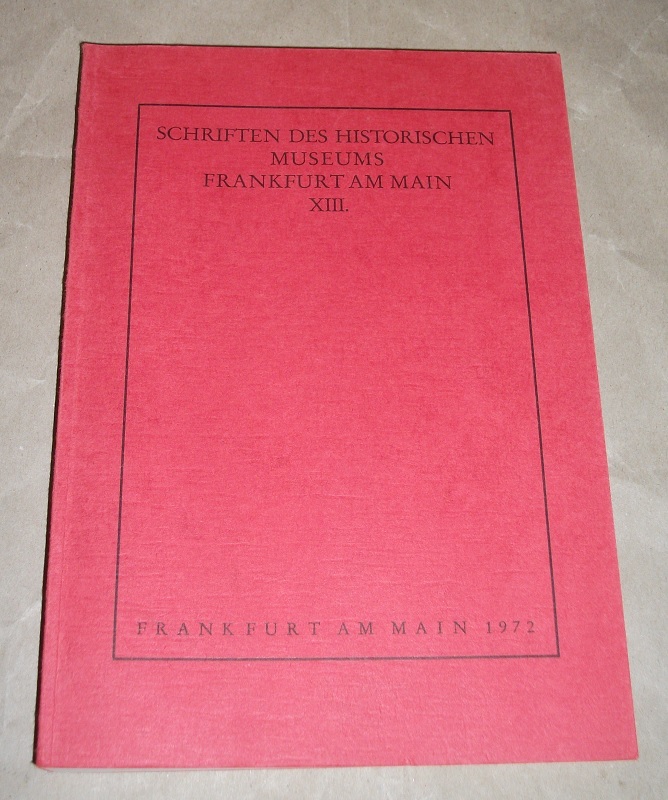 SCHRIFTEN DES HISTORISCHEN
MUSEUMS
FRANKFURT AM MAIN
XIII.
FRANKFURT AM MAIN 1972